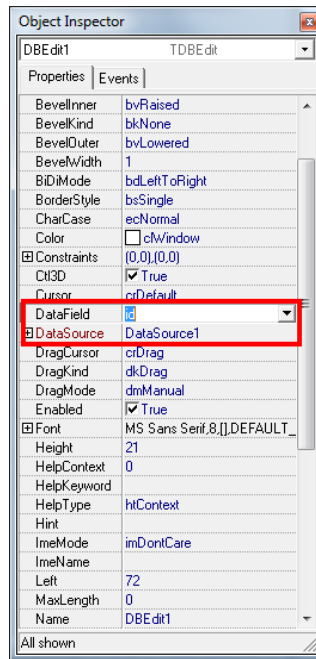 Object Inspector
DBEdit1 TDBEdit
Properties Events
BevelInner bvRaised
BevelKind bkNone
BevelOuter bvLowered
BevelWidth 1
BiDiMode bdLeftToRight
BorderStyle bsSingle
CharCase ecNormal
Color clWindow
Constraints (0,0),(0,0)
Ctl3D True
Cursor crDefault
DataField id
DataSource DataSource1
DragCursor crDrag
DragKind dkDrag
DragMode dmManual
Enabled True
Font MS Sans Serif,8,[],DEFAULT_
Height 21
HelpContext 0
HelpKeyword
HelpType htContext
Hint
ImeMode imDontCare
ImeName
Left 72
MaxLength 0
Name DBEdit1
All shown